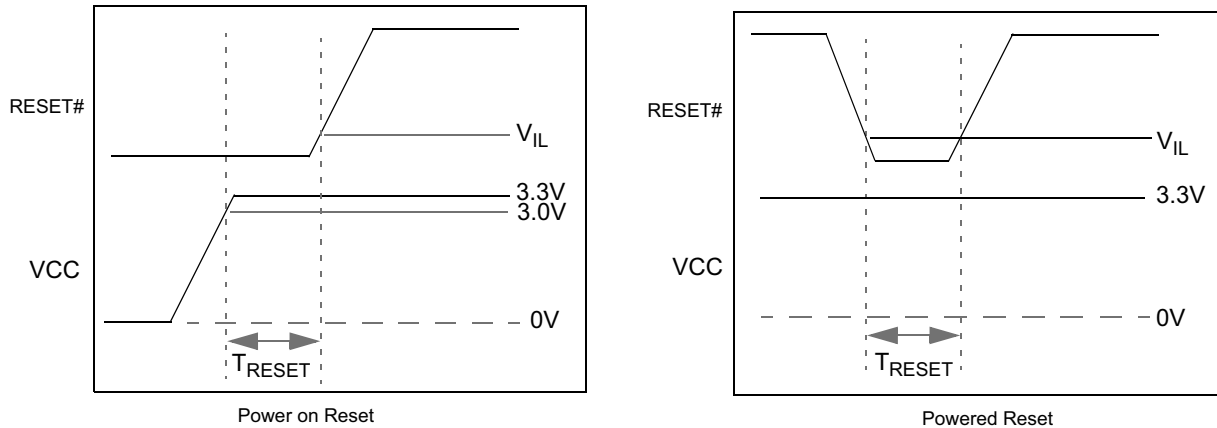 RESET#
VIL
3.3V
3.0V
VCC
0V
TRESET
Power on Reset
RESET#
VIL
3.3V
VCC
0V
TRESET
Powered Reset